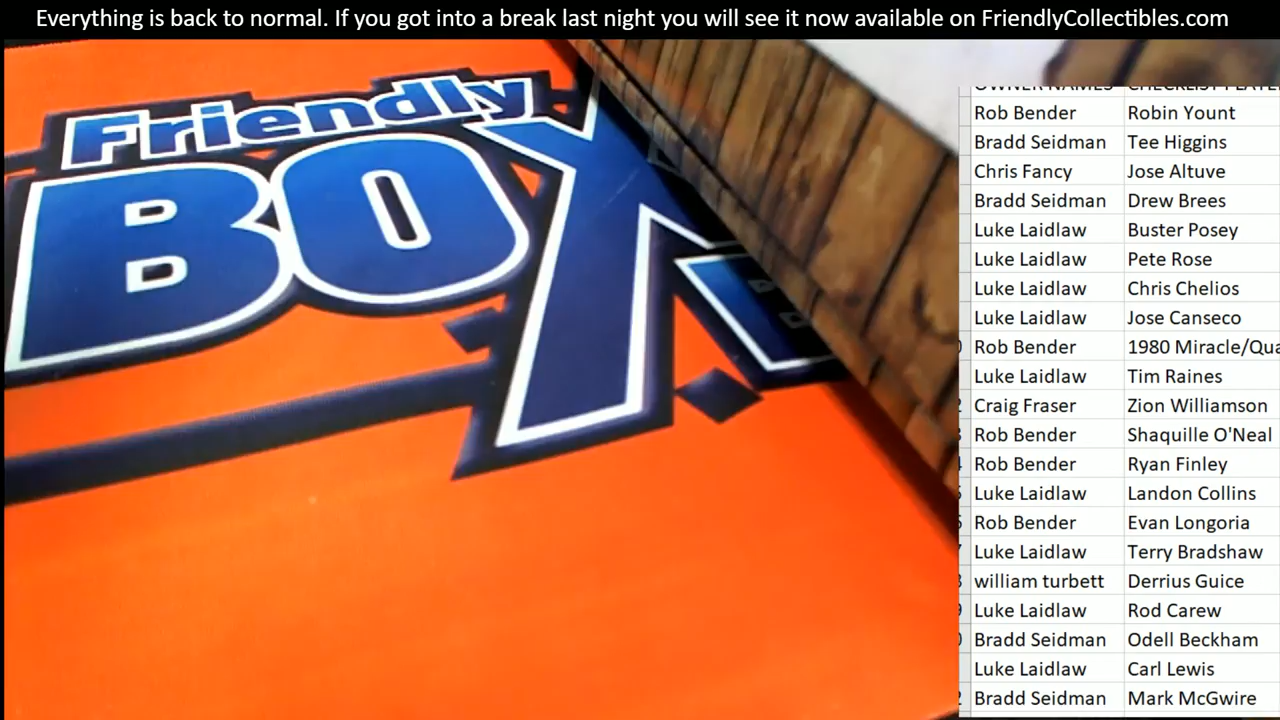 Everything is back to normal. If you got into a break last night you will see it now available on FriendlyCollectibles.com
Friendly
BOX
OWNER NAMES CHECKLIST PLAYE
Rob Bender Robin Yount
Bradd Seidman Tee Higgins
Chris Fancy Jose Altuve
Bradd Seidman Drew Brees
Luke Laidlaw Buster Posey
Luke Laidlaw Pete Rose
Luke Laidlaw Chris Chelios
Luke Laidlaw Jose Canseco
Rob Bender 1980 Miracle/Qua
Luke Laidlaw Tim Raines
Craig Fraser Zion Williamson
Rob Bender Shaquille O'Neal
Rob Bender Ryan Finley
Luke Laidlaw Landon Collins
Rob Bender Evan Longoria
Luke Laidlaw Terry Bradshaw
william turbett Derrius Guice
Luke Laidlaw Rod Carew
Bradd Seidman Odell Beckham
Luke Laidlaw Carl Lewis
Bradd Seidman Mark McGwire